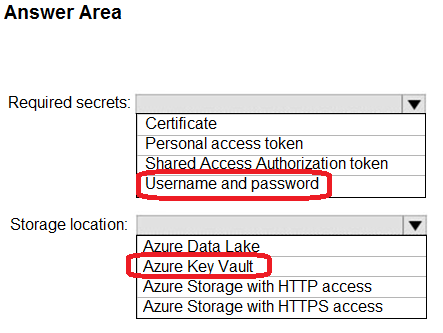 Answer Area
Required secrets:
Certificate
Personal access token
Shared Access Authorization token
Username and password
Storage location:
Azure Data Lake
Azure Key Vault
Azure Storage with HTTP access
Azure Storage with HTTPS access